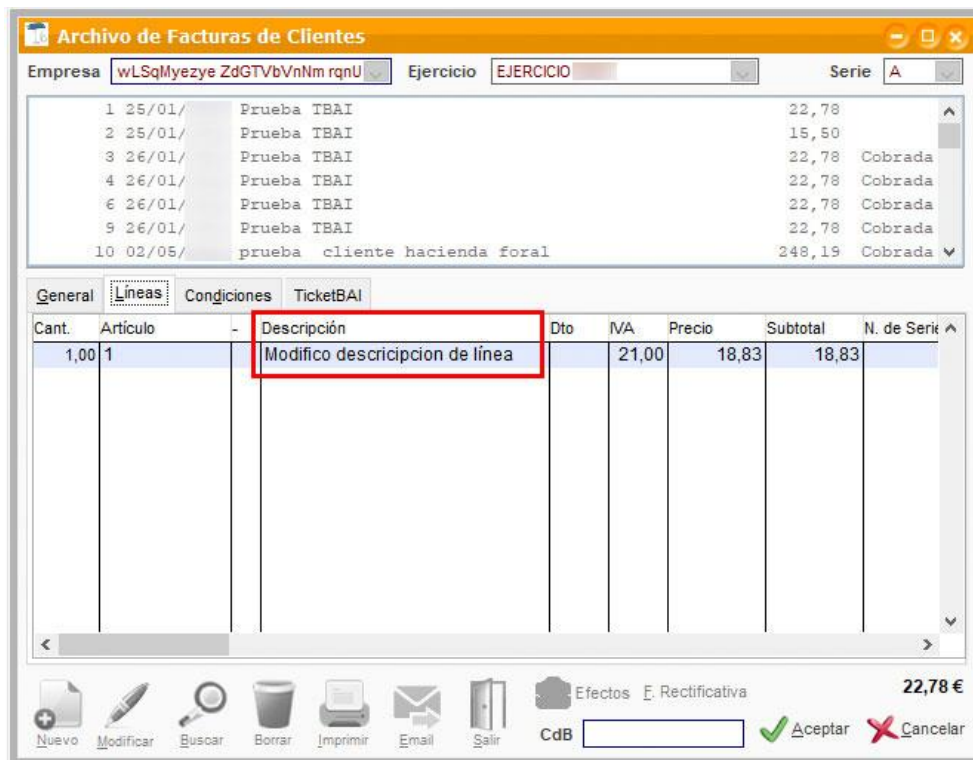 Archivo de Facturas de Clientes
Empresa wLSqMyezye ZdGTVbVnNm rqnU Ejercicio EJERCICIO Serie A
1 25/01/ Prueba TBAI 22,78
2 25/01/ Prueba TBAI 15,50
3 26/01/ Prueba TBAI 22,78 Cobrada
4 26/01/ Prueba TBAI 22,78 Cobrada
6 26/01/ Prueba TBAI 22,78 Cobrada
9 26/01/ Prueba TBAI 22,78 Cobrada
10 02/05/ prueba cliente hacienda foral 248,19 Cobrada
General Líneas Condiciones TicketBAI
Cant. Artículo - Descripción Dto IVA Precio Subtotal N. de Serie
1,00 1 Modifico descricipcion de línea 21,00 18,83 18,83
Efectos F. Rectificativa 22,78 €
Nuevo Modificar Buscar Borrar Imprimir Email Salir CdB Aceptar Cancelar